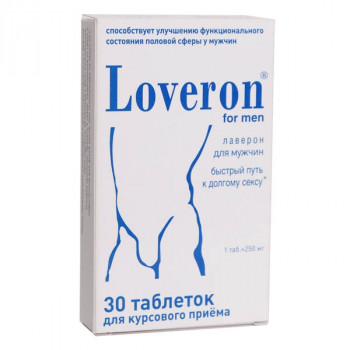 способствует улучшению функционального
состояния половой сферы у мужчин
Loveron®
for men
лаверон
для мужчин
быстрый путь
к долгому сексу*
1 таб.=250 мг
30 таблеток
для курсового приёма